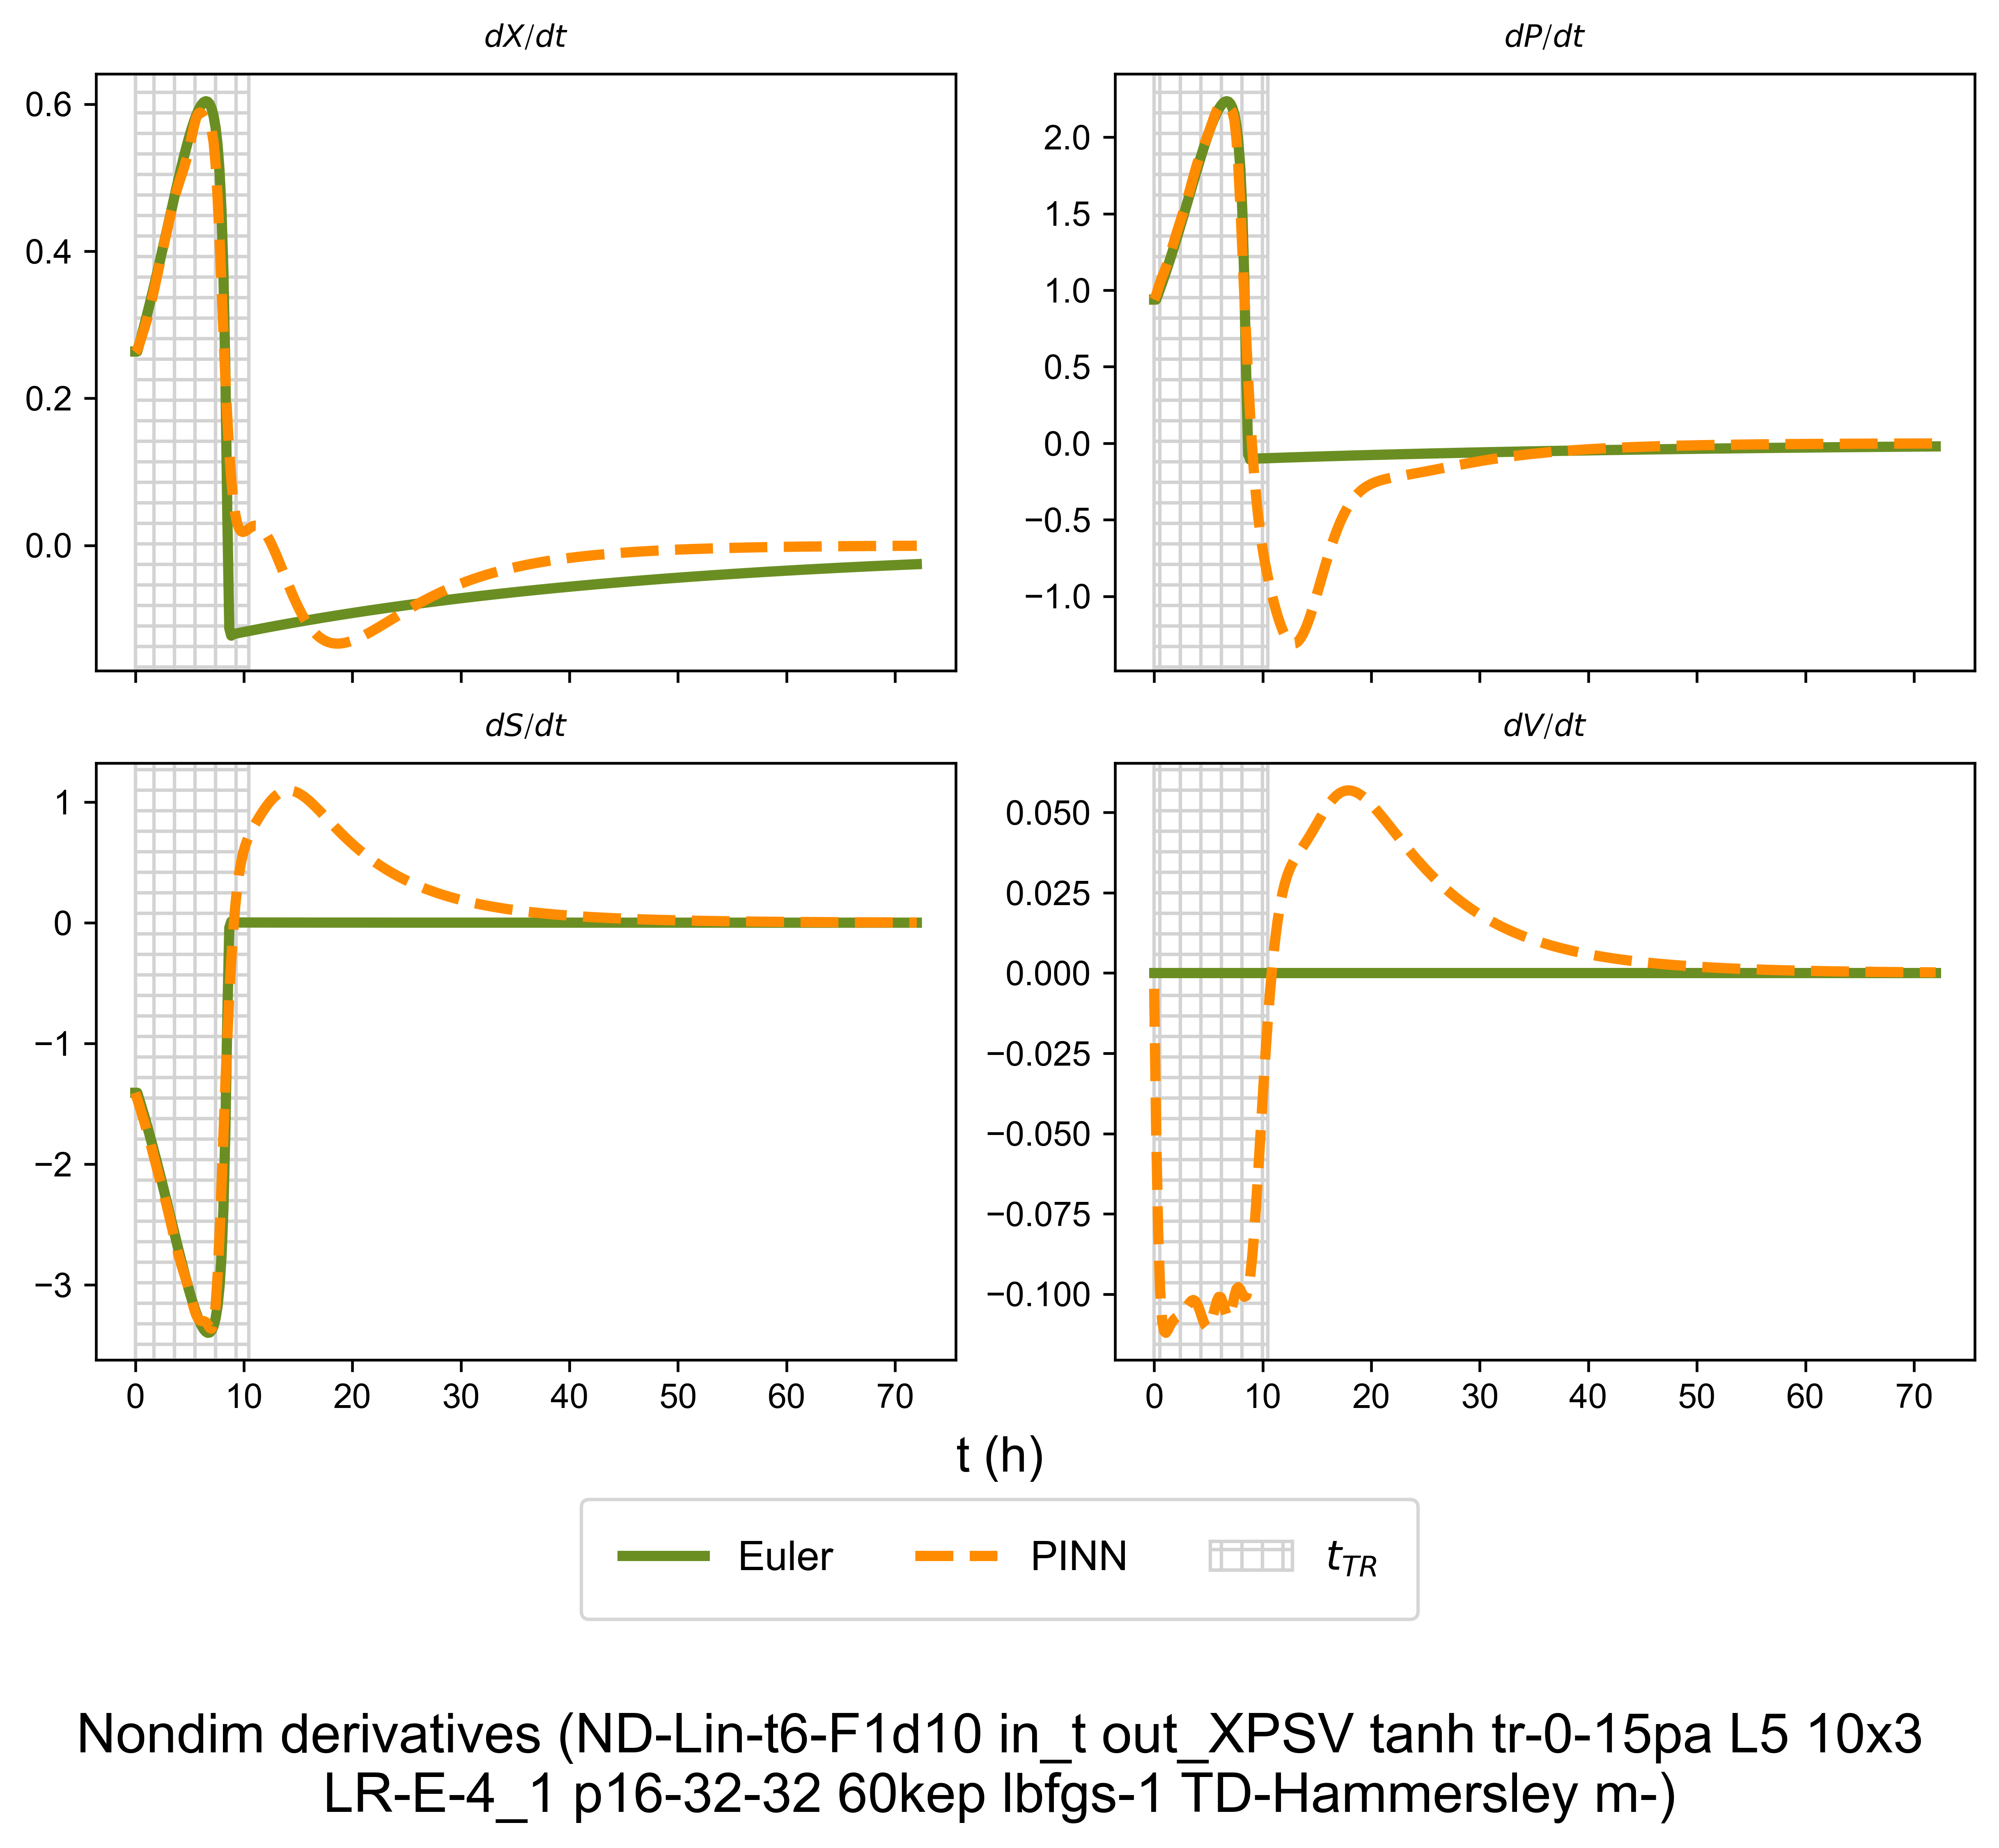 dX/dt
dP/dt
0.6
0.4
0.2
0.0
2.0
1.5
1.0
0.5
0.0
−0.5
−1.0
dS/dt
dV/dt
1
0
−1
−2
−3
0 10 20 30 40 50 60 70
0.050
0.025
0.000
−0.025
−0.050
−0.075
−0.100
0 10 20 30 40 50 60 70
t (h)
Euler PINN t_TR
Nondim derivatives (ND-Lin-t6-F1d10 in_t out_XPSV tanh tr-0-15pa L5 10x3
LR-E-4_1 p16-32-32 60kep lbfgs-1 TD-Hammersley m-)